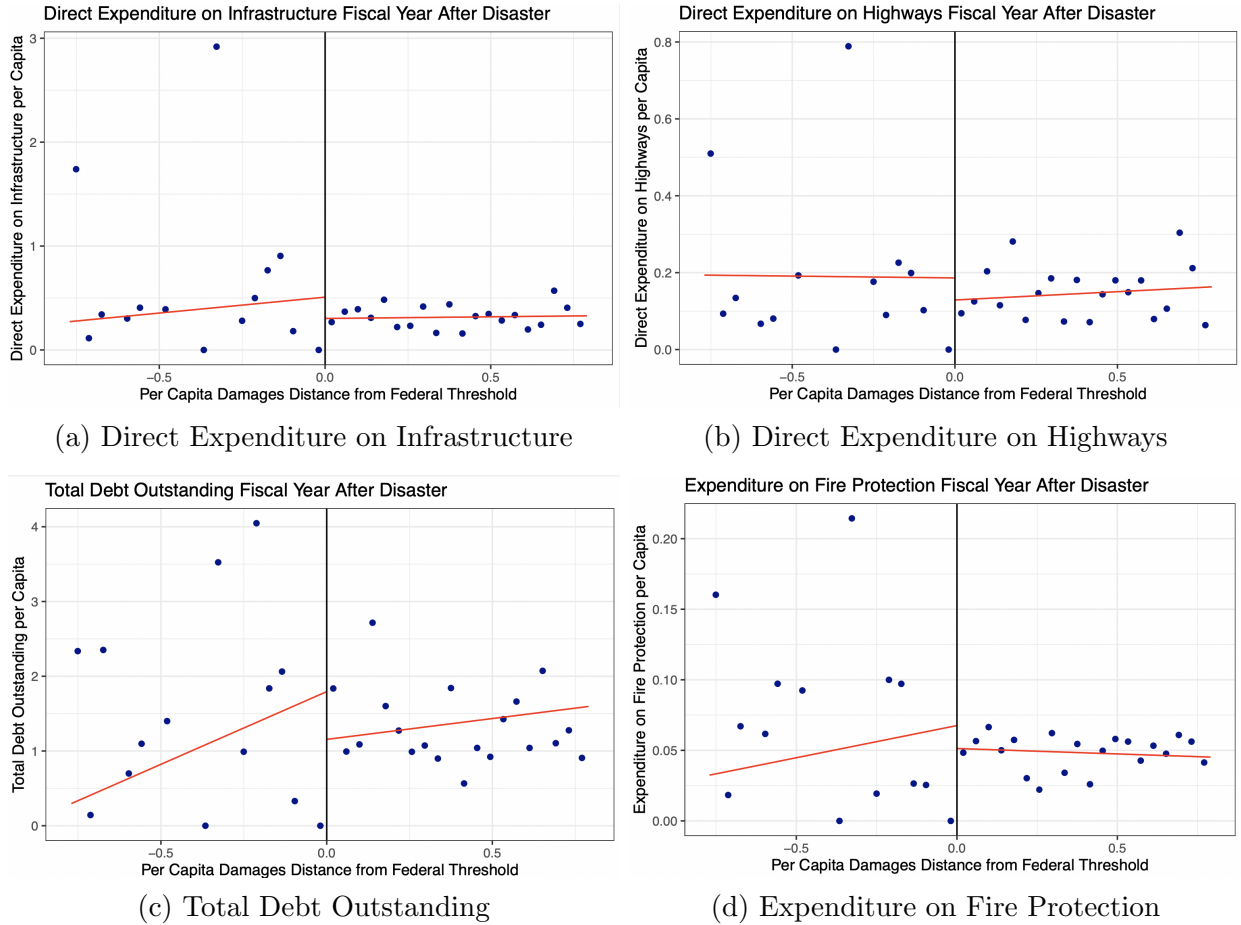 Direct Expenditure on Infrastructure Fiscal Year After Disaster
Direct Expenditure on Infrastructure per Capita
3
2
1
0
−0.5
0.0
0.5
Per Capita Damages Distance from Federal Threshold
(a) Direct Expenditure on Infrastructure
Direct Expenditure on Highways Fiscal Year After Disaster
Direct Expenditure on Highways per Capita
0.8
0.6
0.4
0.2
0.0
−0.5
0.0
0.5
Per Capita Damages Distance from Federal Threshold
(b) Direct Expenditure on Highways
Total Debt Outstanding Fiscal Year After Disaster
Total Debt Outstanding per Capita
4
3
2
1
0
−0.5
0.0
0.5
Per Capita Damages Distance from Federal Threshold
(c) Total Debt Outstanding
Expenditure on Fire Protection Fiscal Year After Disaster
Expenditure on Fire Protection per Capita
0.20
0.15
0.10
0.05
0.00
−0.5
0.0
0.5
Per Capita Damages Distance from Federal Threshold
(d) Expenditure on Fire Protection